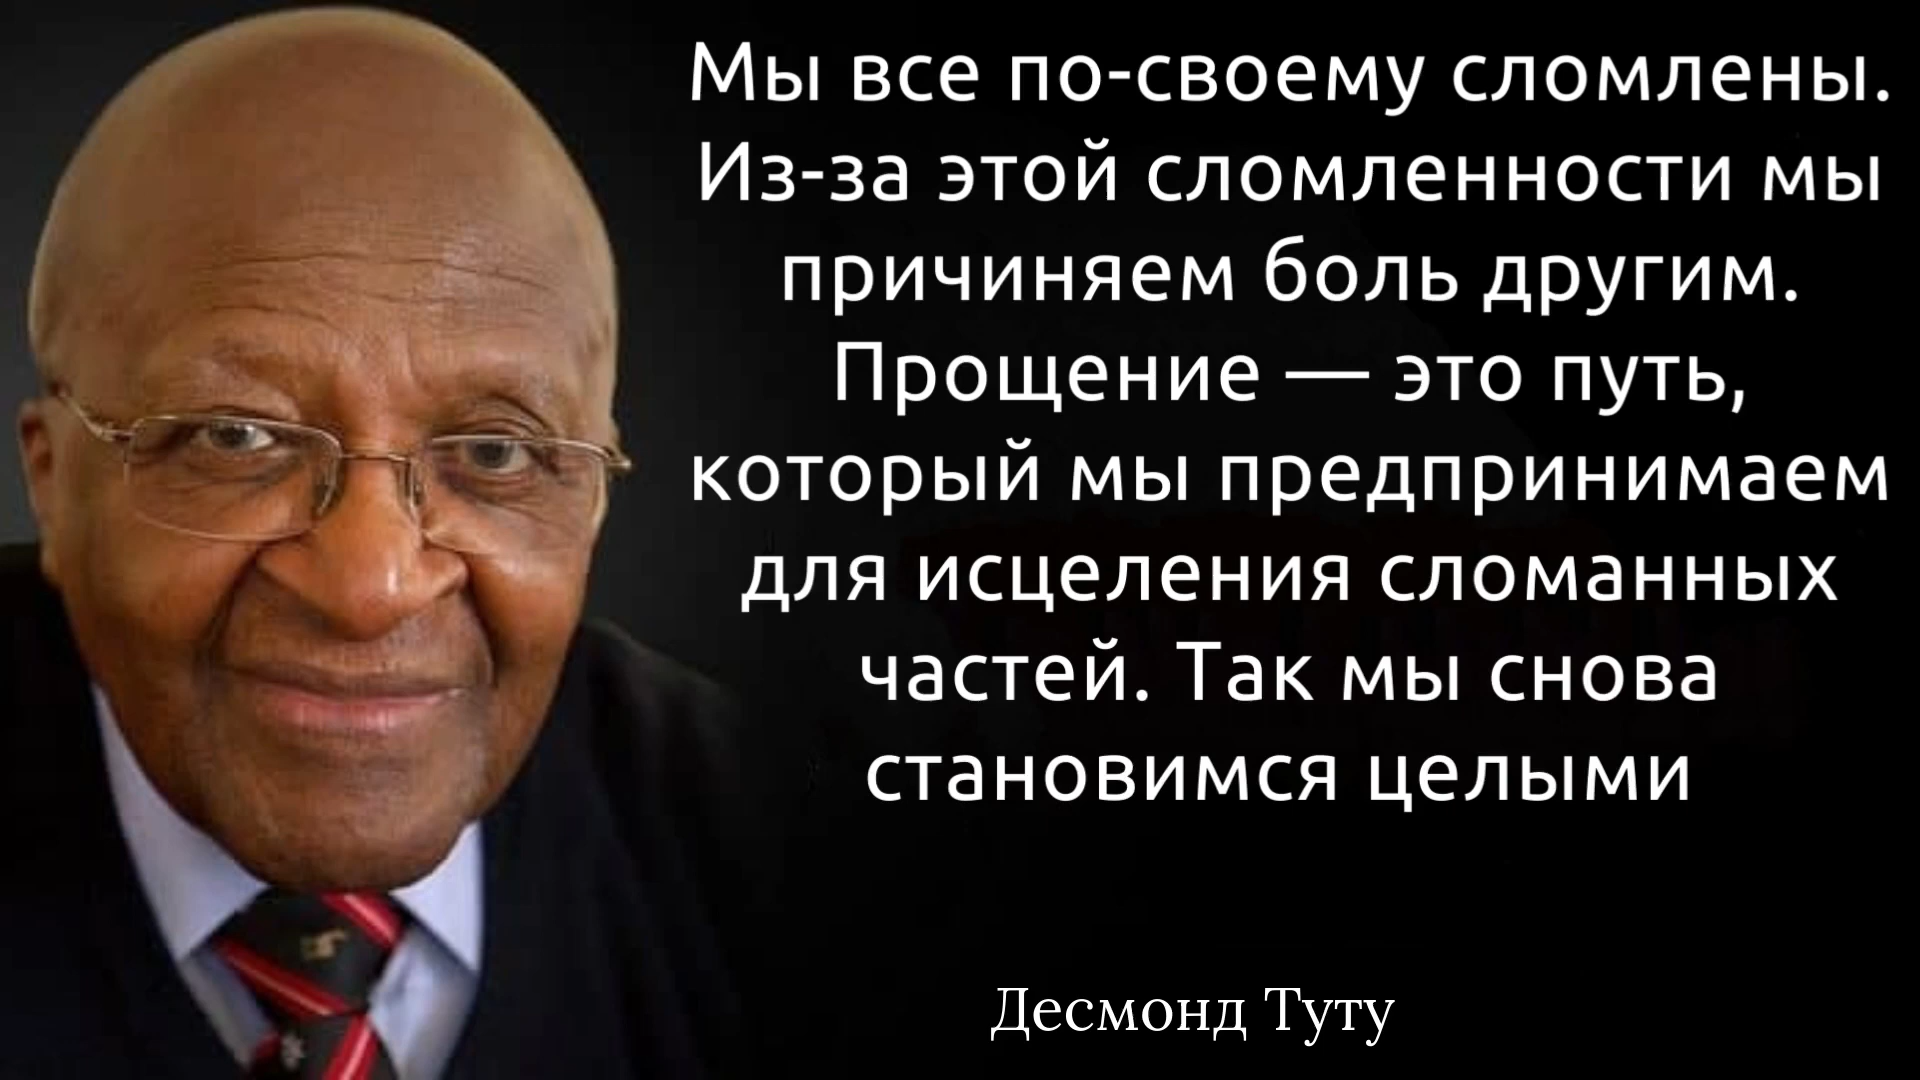 Мы все по-своему сломлены.
Из-за этой сломленности мы
причиняем боль другим.
Прощение — это путь,
который мы предпринимаем
для исцеления сломанных
частей. Так мы снова
становимся целыми
Десмонд Туту